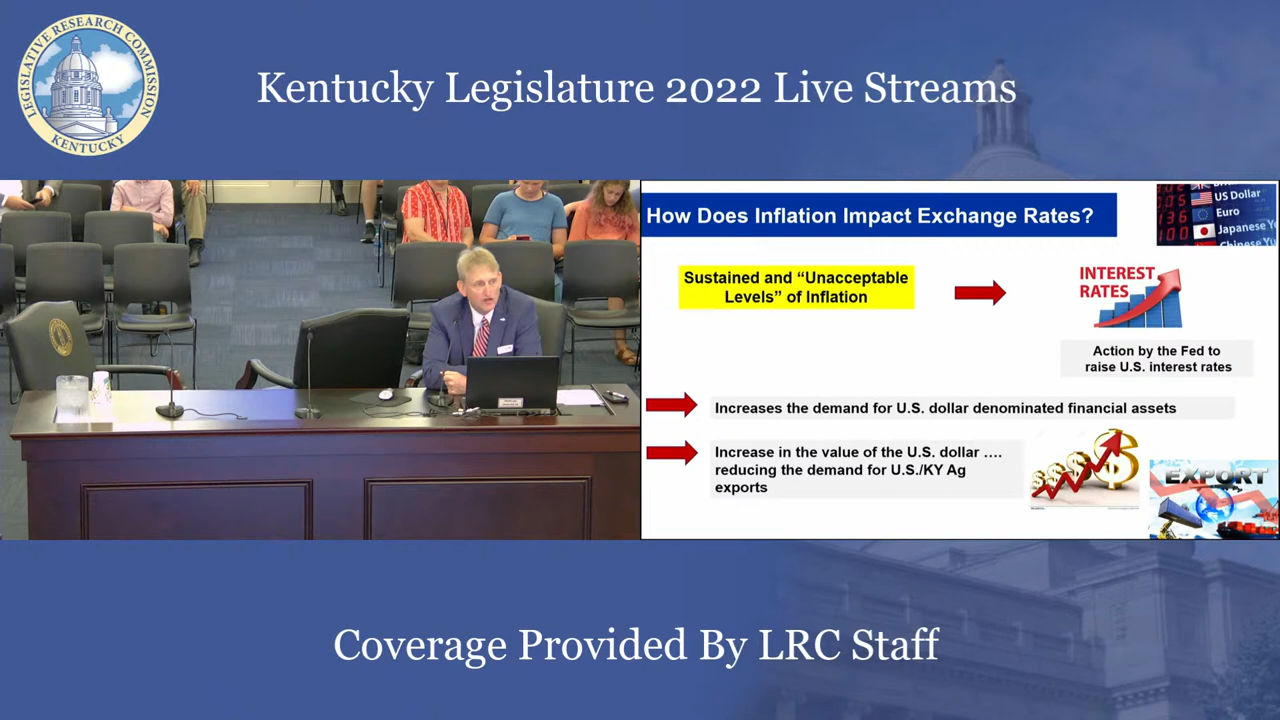 LEGISLATIVE RESEARCH COMMISSION
KENTUCKY
Kentucky Legislature 2022 Live Streams
How Does Inflation Impact Exchange Rates?
US Dollar
Euro
Japanese
Chinese
Sustained and “Unacceptable
Levels” of Inflation
INTEREST
RATES
Action by the Fed to
raise U.S. interest rates
Increases the demand for U.S. dollar denominated financial assets
Increase in the value of the U.S. dollar ….
reducing the demand for U.S./KY Ag
exports
EXPORT
Coverage Provided By LRC Staff